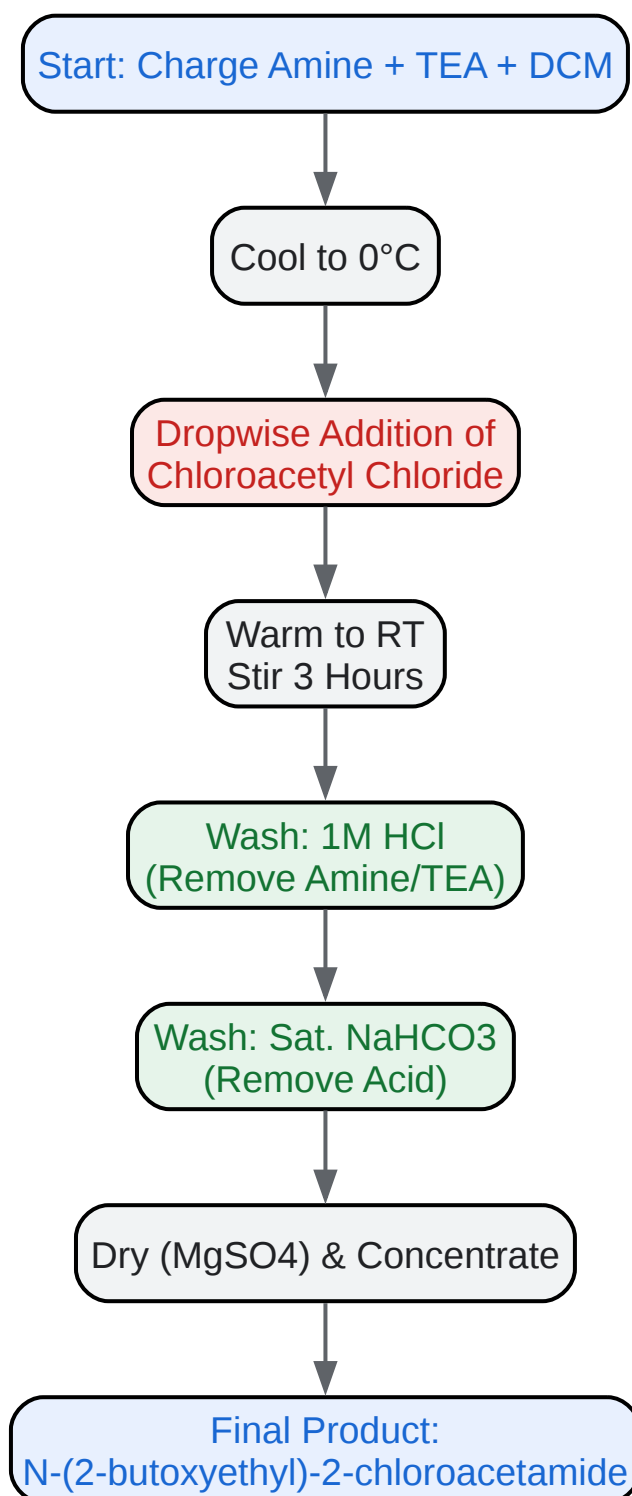 Start: Charge Amine + TEA + DCM
Cool to 0°C
Dropwise Addition of
Chloroacetyl Chloride
Warm to RT
Stir 3 Hours
Wash: 1M HCl
(Remove Amine/TEA)
Wash: Sat. NaHCO3
(Remove Acid)
Dry (MgSO4) & Concentrate
Final Product:
N-(2-butoxyethyl)-2-chloroacetamide